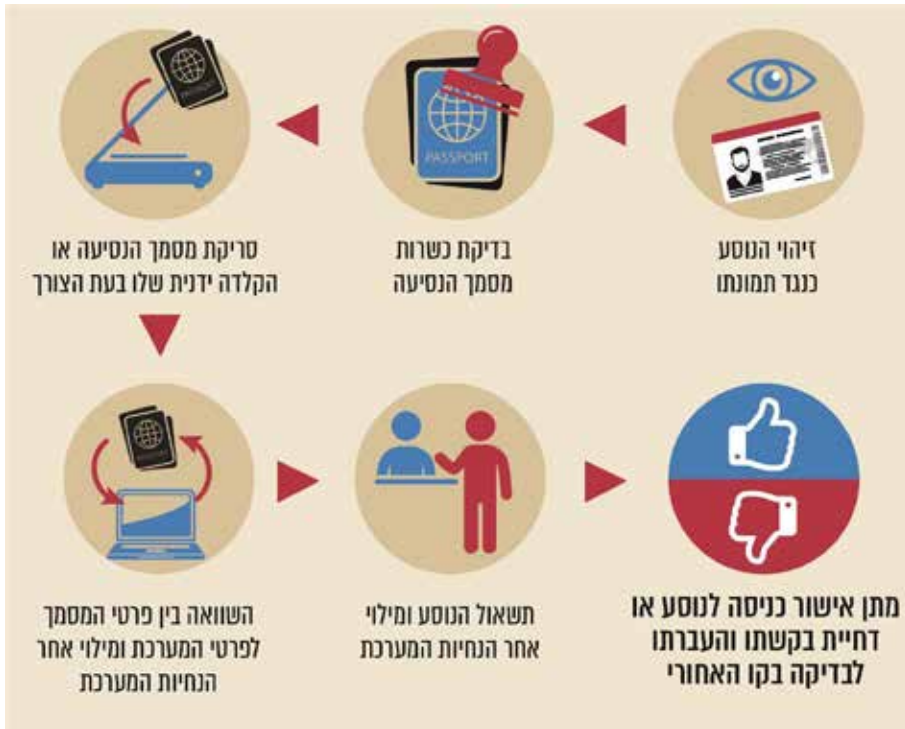 זיהוי הנוסע
כנגד תמונתו
PASSPORT
בדיקת כשרות
מסמך הנסיעה
PASSPORT
סריקת מסמך הנסיעה או
הקלדה ידנית שלו בעת הצורך
PASSPORT
השוואה בין פרטי המסמך
לפרטי המערכת ומילוי אחר
הנחיות המערכת
תשאול הנוסע ומילוי
אחר הנחיות המערכת
מתן אישור כניסה לנוסע או
דחיית בקשתו והעברתו
לבדיקה בקו האחורי